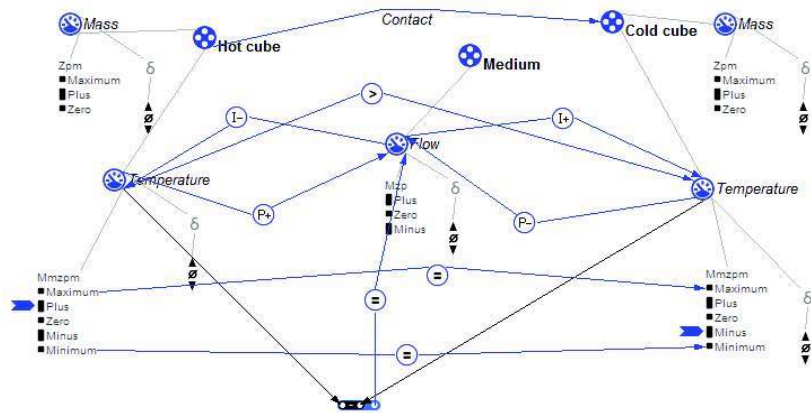 Mass
Hot cube
Contact
Cold cube
Mass
Medium
Zpm
Maximum
Plus
Zero
δ
ø
Zpm
Maximum
Plus
Zero
δ
ø
>
I-
I+
Flow
Temperature
Temperature
P+
P-
Mzp
Plus
Zero
Minus
δ
ø
δ
ø
δ
ø
Mmzpm
Maximum
Plus
Zero
Minus
Minimum
=
=
=
Mmzpm
Maximum
Plus
Zero
Minus
Minimum
-